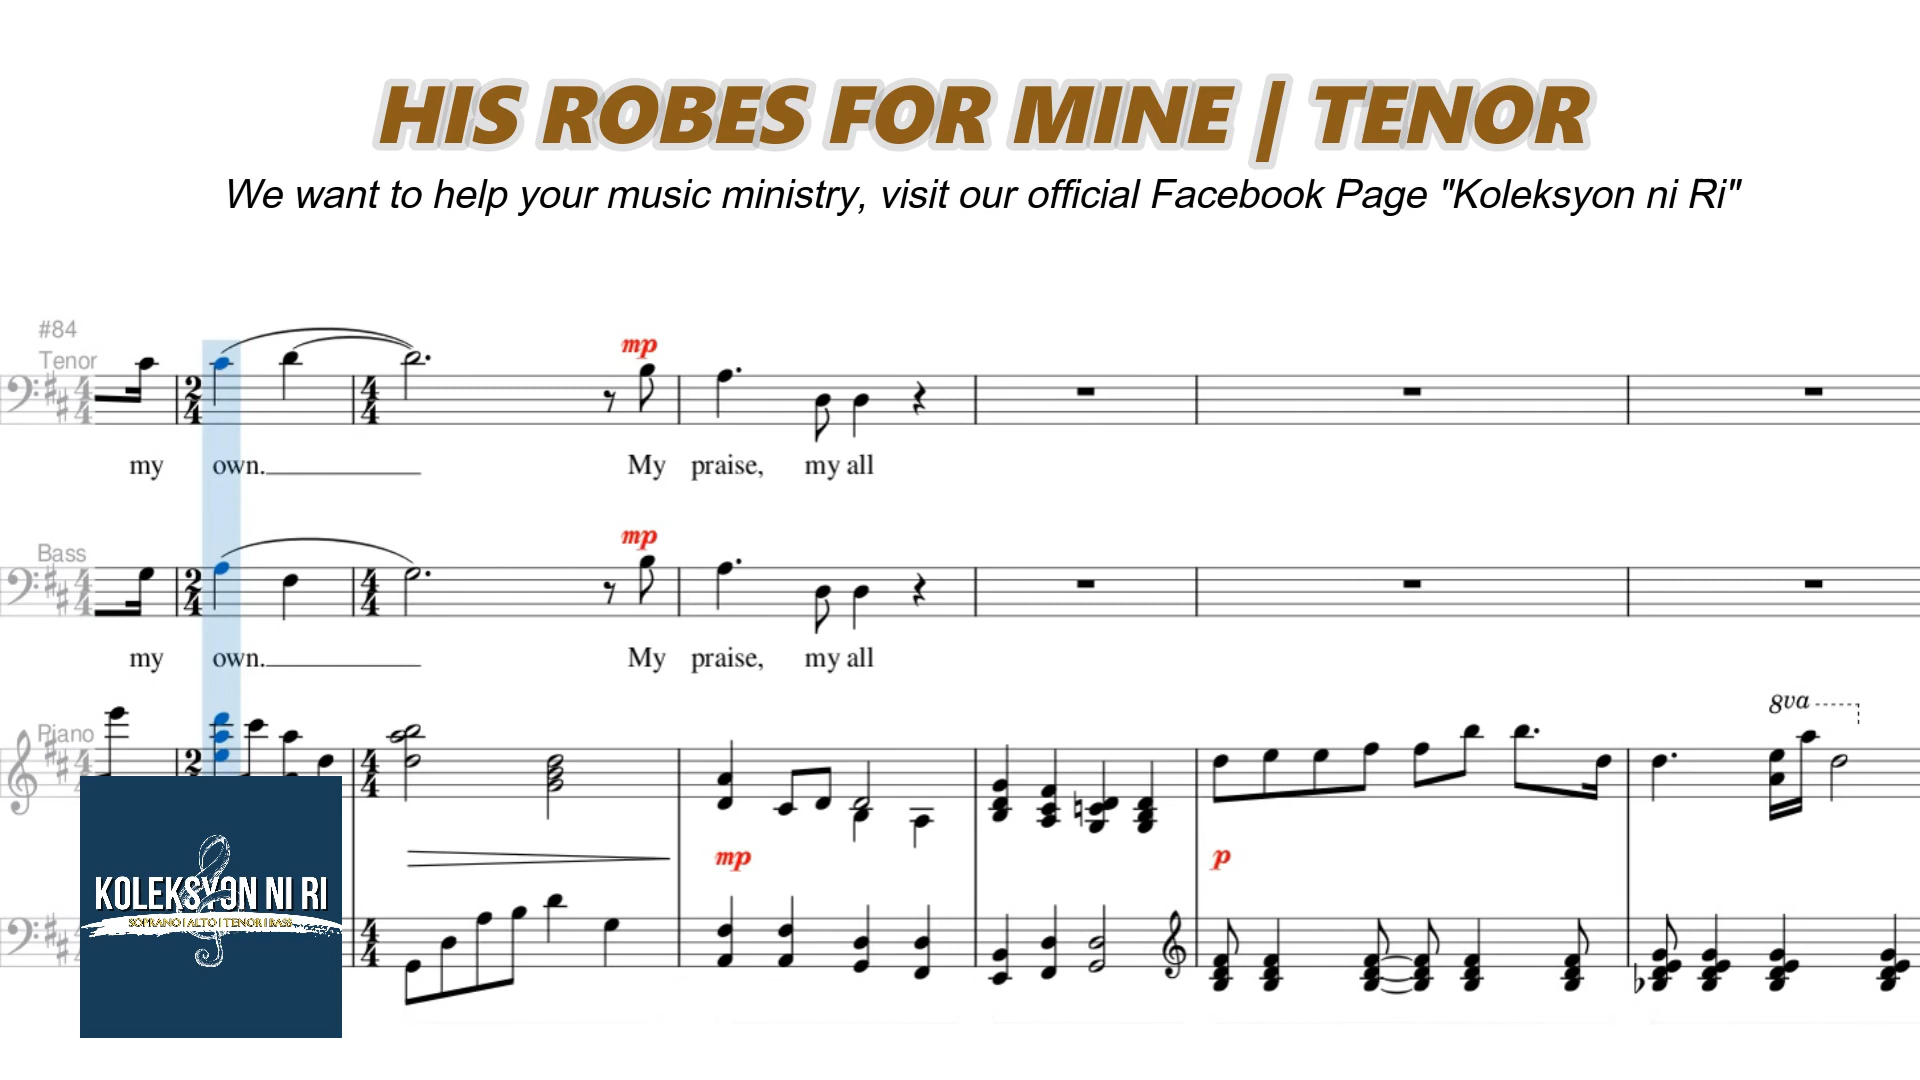 HIS ROBES FOR MINE | TENOR
We want to help your music ministry, visit our official Facebook Page "Koleksyon ni Ri"
#84
Tenor
mp
my own. My praise, my all
Bass
mp
my own. My praise, my all
Piano
8va
mp
p
KOLEKSYON NI RI
SOPRANO | ALTO | TENOR | BASS